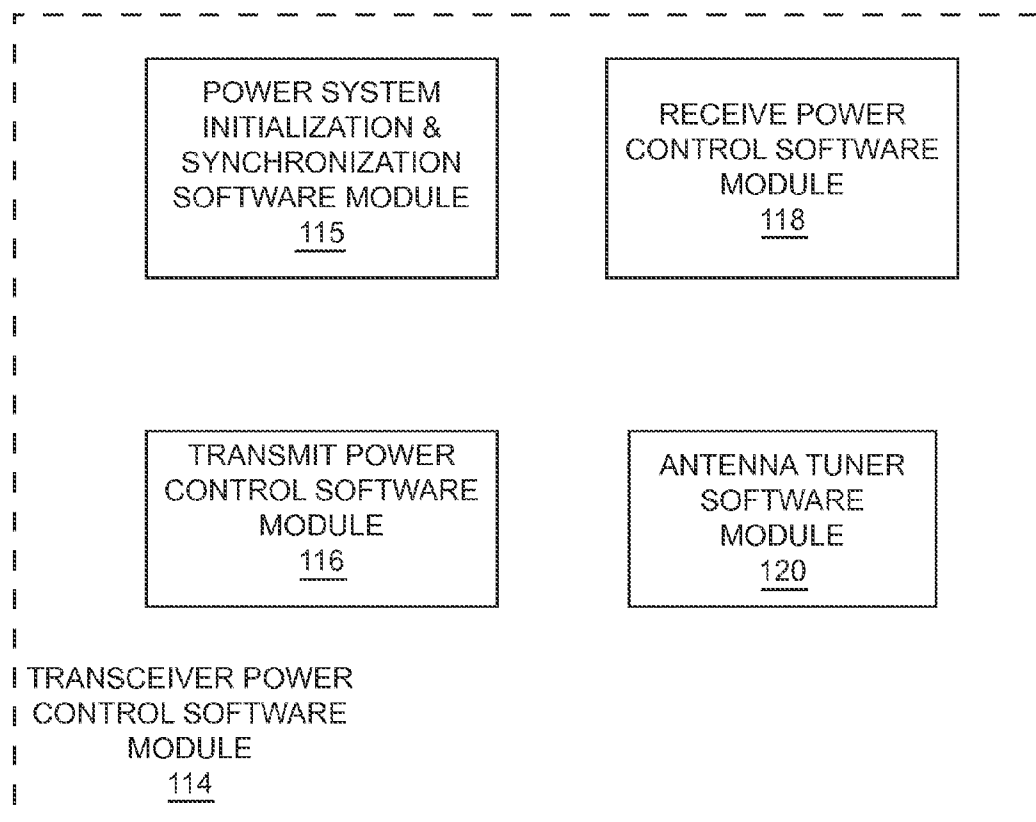 POWER SYSTEM
INITIALIZATION &
SYNCHRONIZATION
SOFTWARE MODULE
115
RECEIVE POWER
CONTROL SOFTWARE
MODULE
118
TRANSMIT POWER
CONTROL SOFTWARE
MODULE
116
ANTENNA TUNER
SOFTWARE
MODULE
120
TRANSCEIVER POWER
CONTROL SOFTWARE
MODULE
114